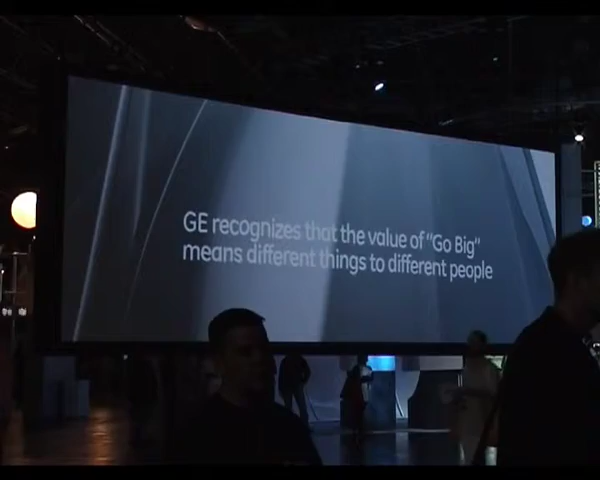 GE recognizes that the value of “Go Big”
means different things to different people